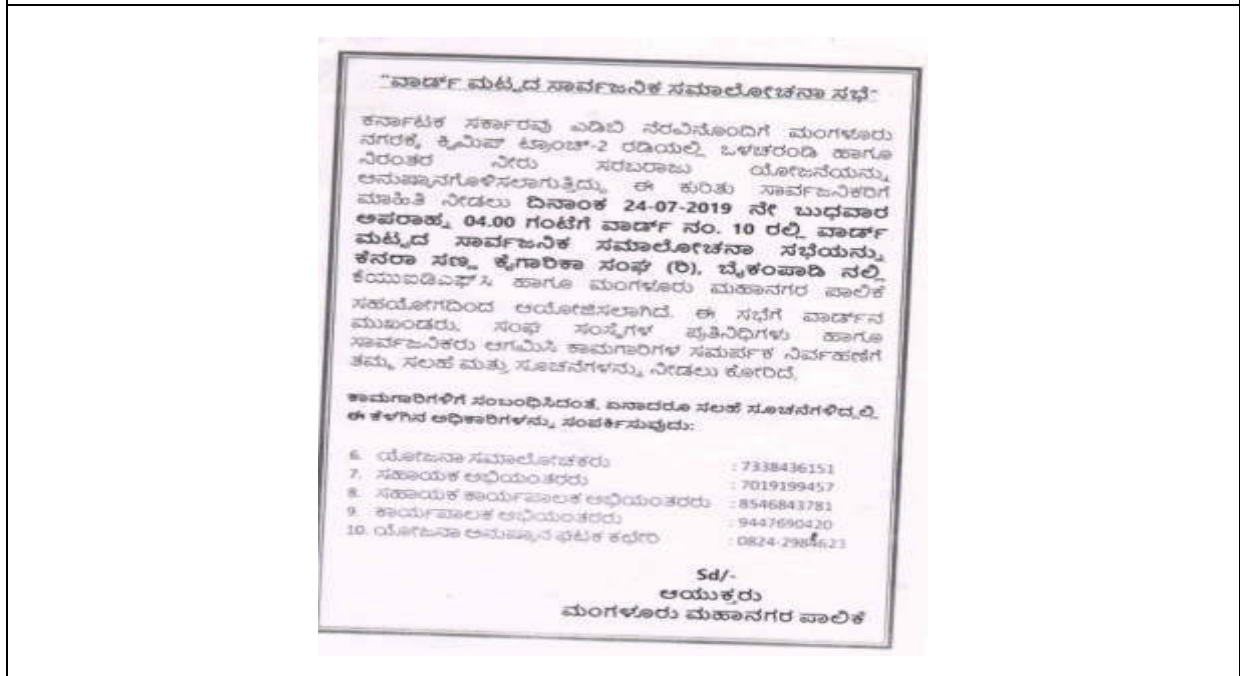 "ವಾರ್ಡ್ ಮಟ್ಟದ ಸಾರ್ವಜನಿಕ ಸಮಾಲೋಚನಾ ಸಭೆ"
ಕರ್ನಾಟಕ ಸರ್ಕಾರವು ಎಡಿಬಿ ನೆರವಿನೊಂದಿಗೆ ಮಂಗಳೂರು
ನಗರಕ್ಕೆ ಕ್ವಿಮಿಪ್ ಟ್ರಾಂಚ್-2 ರಡಿಯಲ್ಲಿ ಒಳಚರಂಡಿ ಹಾಗೂ
ನಿರಂತರ ನೀರು ಸರಬರಾಜು ಯೋಜನೆಯನ್ನು
ಅನುಷ್ಠಾನಗೊಳಿಸಲಾಗುತ್ತಿದ್ದು, ಈ ಕುರಿತು ಸಾರ್ವಜನಿಕರಿಗೆ
ಮಾಹಿತಿ ನೀಡಲು ದಿನಾಂಕ 24-07-2019 ನೇ ಬುಧವಾರ
ಅಪರಾಹ್ನ 04.00 ಗಂಟೆಗೆ ವಾರ್ಡ್ ನಂ. 10 ರಲ್ಲಿ ವಾರ್ಡ್
ಮಟ್ಟದ ಸಾರ್ವಜನಿಕ ಸಮಾಲೋಚನಾ ಸಭೆಯನ್ನು
ಕೆನರಾ ಸಣ್ಣ ಕೈಗಾರಿಕಾ ಸಂಘ (ರಿ), ಬೈಕಂಪಾಡಿ ನಲ್ಲಿ
ಕೆಯುಐಡಿಎಫ್‌ಸಿ ಹಾಗೂ ಮಂಗಳೂರು ಮಹಾನಗರ ಪಾಲಿಕೆ
ಸಹಯೋಗದಿಂದ ಆಯೋಜಿಸಲಾಗಿದೆ. ಈ ಸಭೆಗೆ ವಾರ್ಡ್‌ನ
ಮುಖಂಡರು, ಸಂಘ ಸಂಸ್ಥೆಗಳ ಪ್ರತಿನಿಧಿಗಳು ಹಾಗೂ
ಸಾರ್ವಜನಿಕರು ಆಗಮಿಸಿ ಕಾಮಗಾರಿಗಳ ಸಮರ್ಪಕ ನಿರ್ವಹಣೆಗೆ
ತಮ್ಮ ಸಲಹೆ ಮತ್ತು ಸೂಚನೆಗಳನ್ನು ನೀಡಲು ಕೋರಿದೆ.
ಕಾಮಗಾರಿಗಳಿಗೆ ಸಂಬಂಧಿಸಿದಂತೆ, ಏನಾದರೂ ಸಲಹೆ ಸೂಚನೆಗಳಿದ್ದಲ್ಲಿ
ಈ ಕೆಳಗಿನ ಅಧಿಕಾರಿಗಳನ್ನು ಸಂಪರ್ಕಿಸುವುದು:
6. ಯೋಜನಾ ಸಮಾಲೋಚಕರು : 7338436151
7. ಸಹಾಯಕ ಅಭಿಯಂತರರು : 7019199457
8. ಸಹಾಯಕ ಕಾರ್ಯಪಾಲಕ ಅಭಿಯಂತರರು : 8546843781
9. ಕಾರ್ಯಪಾಲಕ ಅಭಿಯಂತರರು : 9447690420
10. ಯೋಜನಾ ಅನುಷ್ಠಾನ ಘಟಕ ಕಛೇರಿ : 0824-2984623
Sd/-
ಆಯುಕ್ತರು
ಮಂಗಳೂರು ಮಹಾನಗರ ಪಾಲಿಕೆ